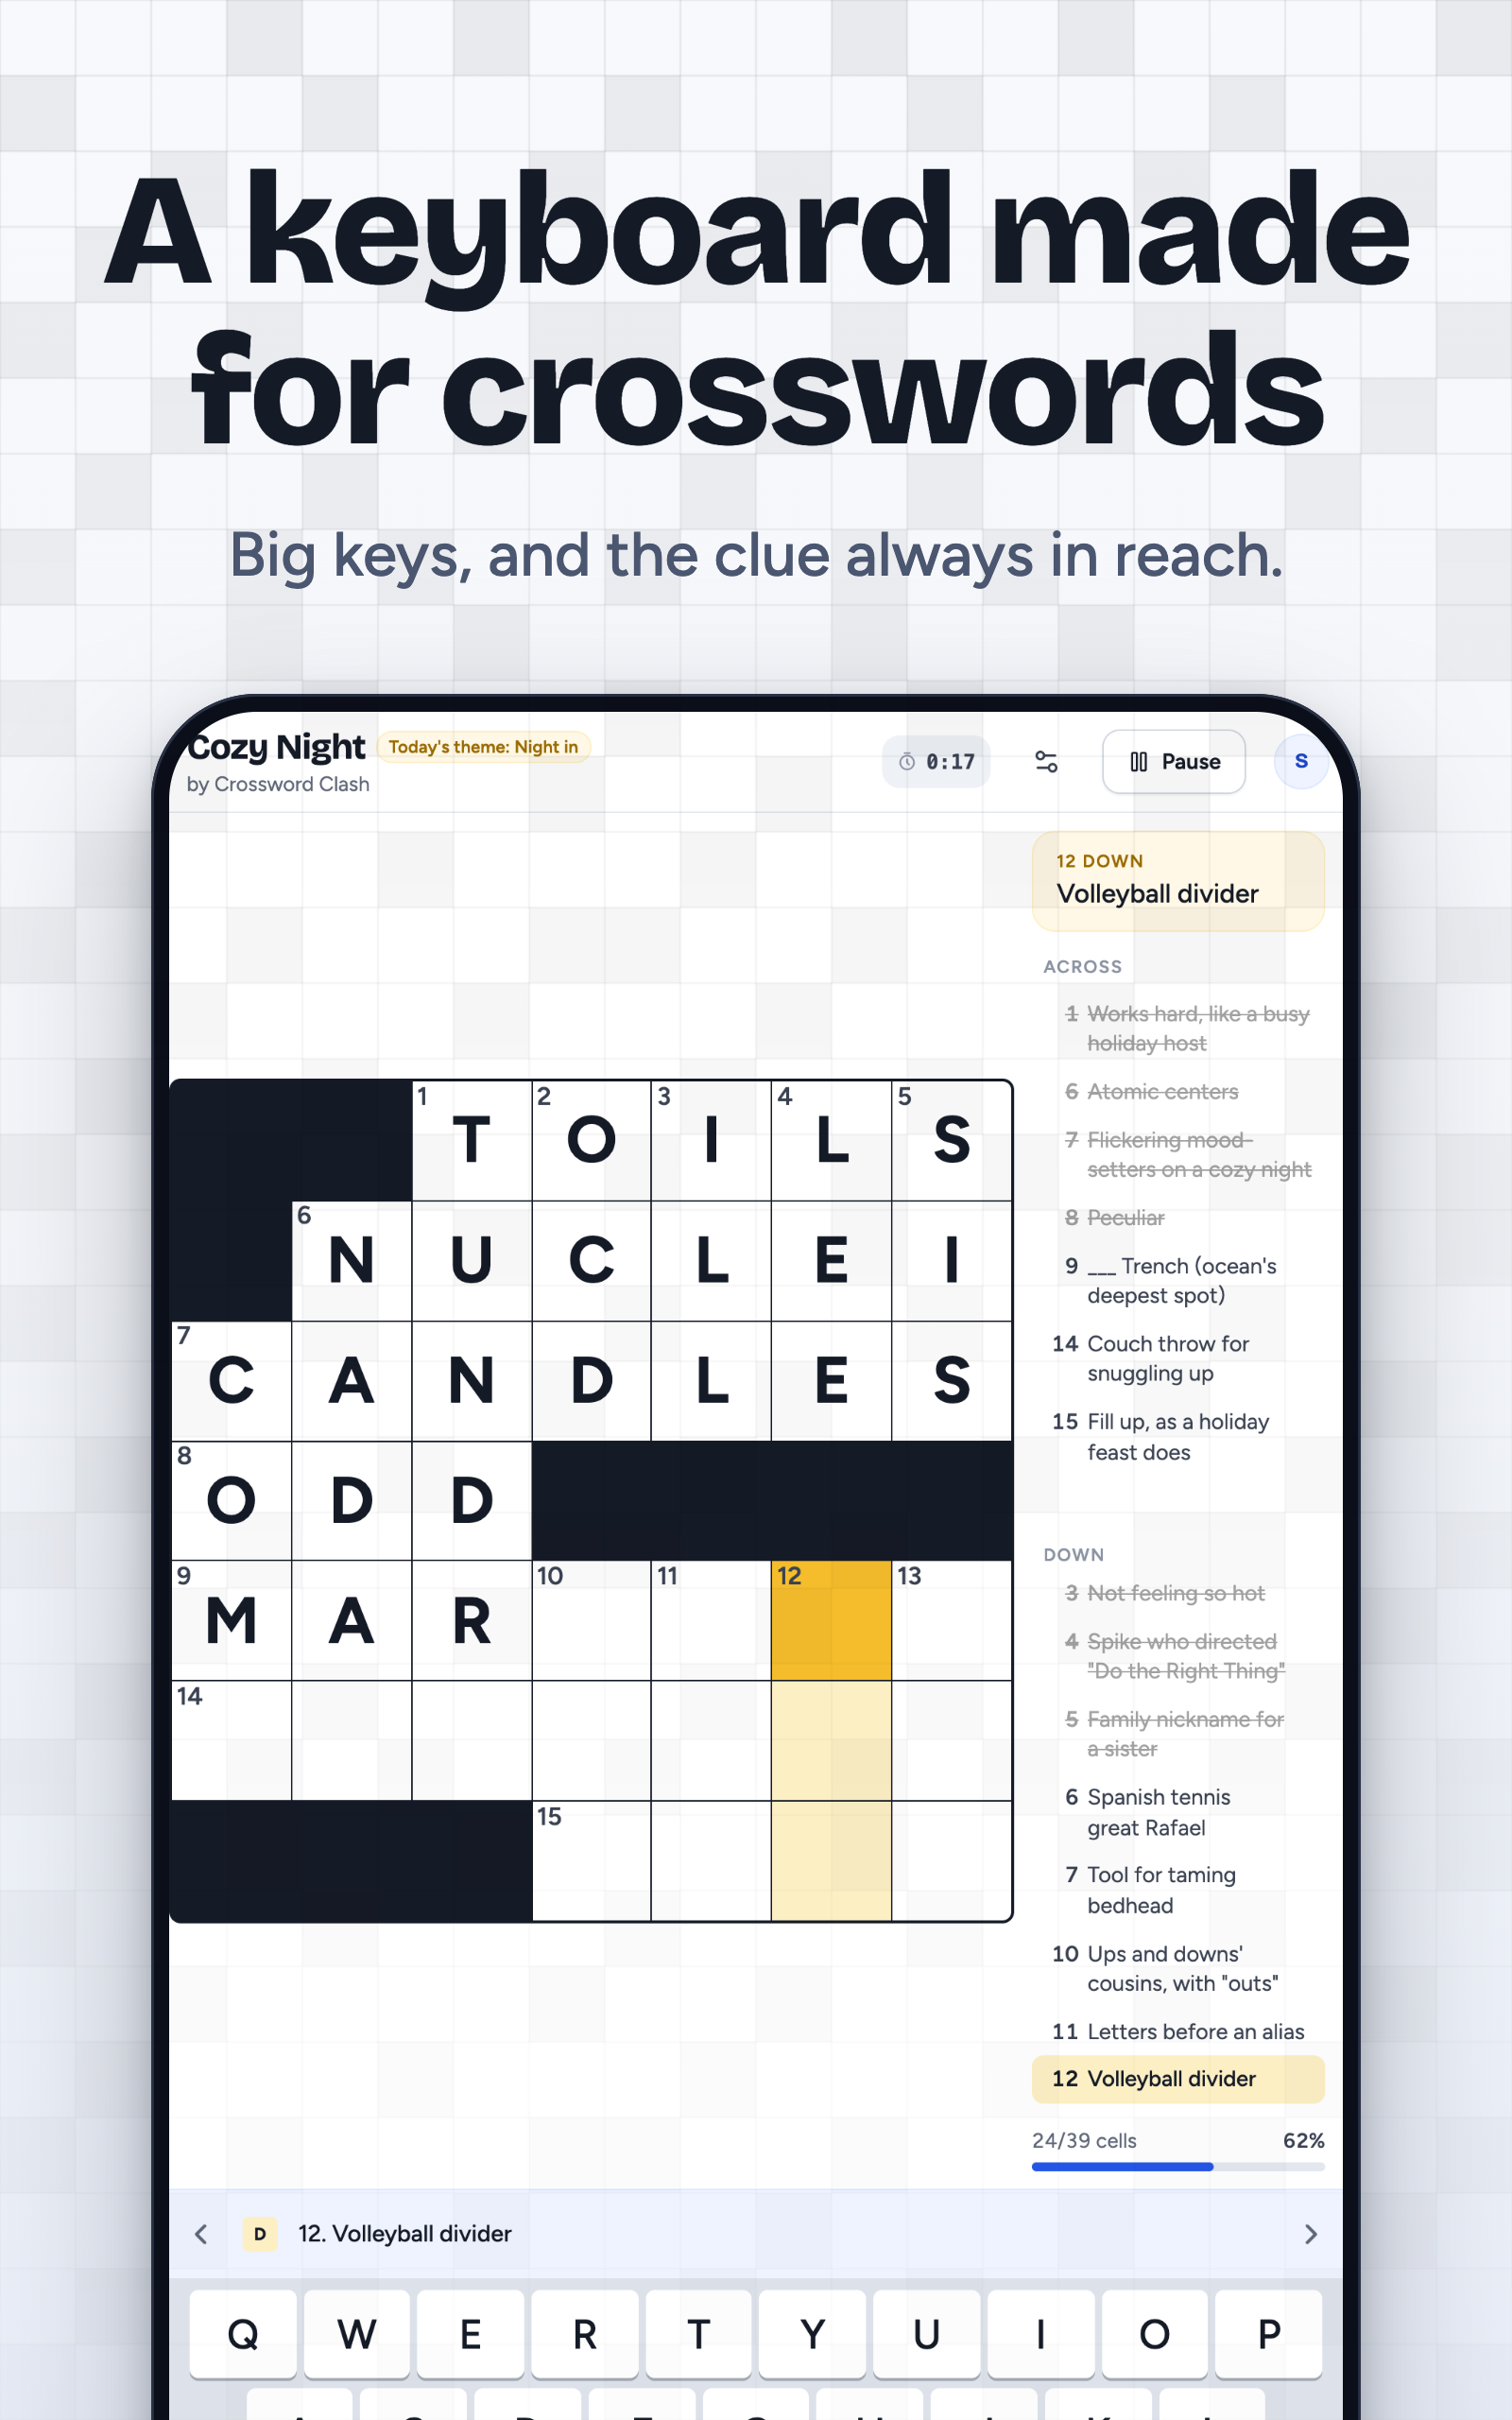 A keyboard made
for crosswords
Big keys, and the clue always in reach.
Cozy Night
Today's theme: Night in
by Crossword Clash
0:17
Pause
S
12 DOWN
Volleyball divider
ACROSS
1 Works hard, like a busy
holiday host
6 Atomic centers
7 Flickering mood-
setters on a cozy night
8 Peculiar
9 ___ Trench (ocean's
deepest spot)
14 Couch throw for
snuggling up
15 Fill up, as a holiday
feast does
DOWN
3 Not feeling so hot
4 Spike who directed
"Do the Right Thing"
5 Family nickname for
a sister
6 Spanish tennis
great Rafael
7 Tool for taming
bedhead
10 Ups and downs'
cousins, with "outs"
11 Letters before an alias
12 Volleyball divider
24/39 cells 62%
1 2 3 4 5
T O I L S
6
N U C L E I
7
C A N D L E S
8
O D D
9 10 11 12 13
M A R
14
15
D 12. Volleyball divider
Q W E R T Y U I O P